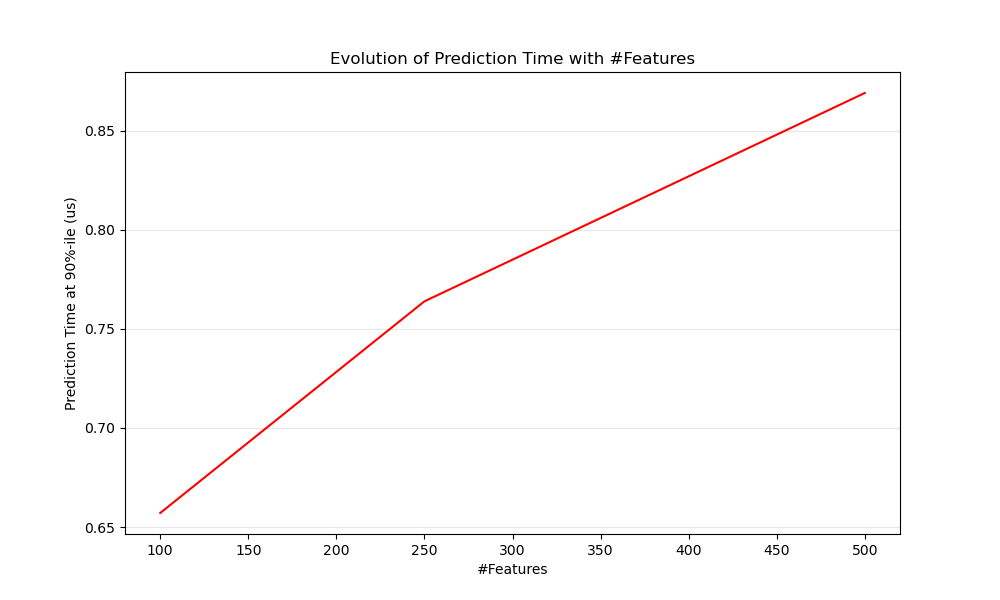 Evolution of Prediction Time with #Features
Prediction Time at 90%-ile (us)
0.85
0.80
0.75
0.70
0.65
100 150 200 250 300 350 400 450 500
#Features